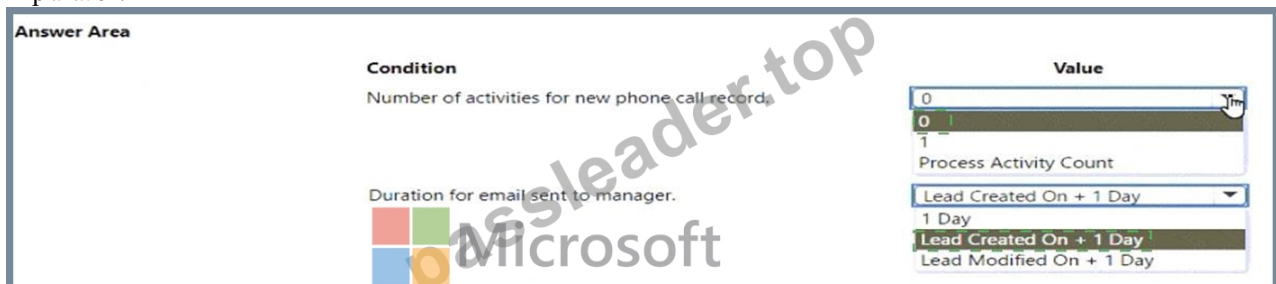 Answer Area
Condition Value
Number of activities for new phone call record. 0
0
1
Process Activity Count
Duration for email sent to manager. Lead Created On + 1 Day
1 Day
Lead Created On + 1 Day
Lead Modified On + 1 Day
Microsoft
passleader.top